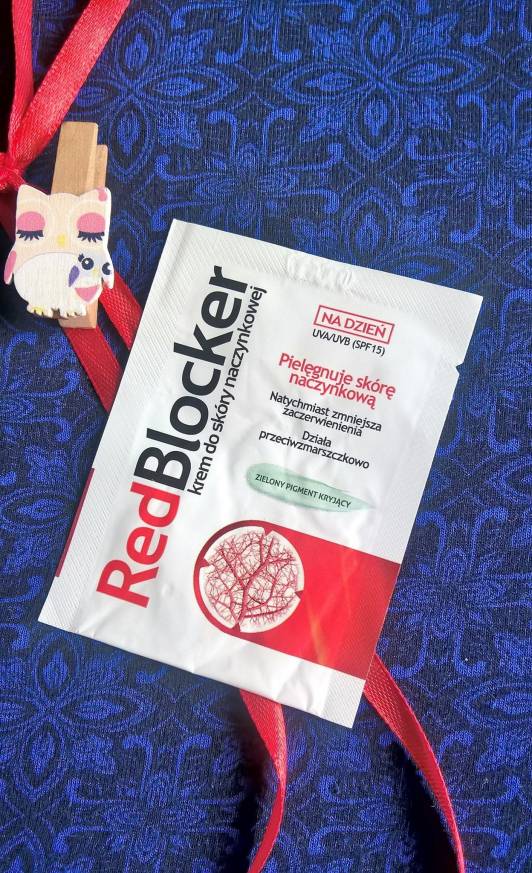 RedBlocker
krem do skóry naczynkowej
NA DZIEŃ
UVA/UVB (SPF15)
Pielęgnuje skórę
naczynkową
Natychmiast zmniejsza
zaczerwienienia
Działa
przeciwzmarszczkowo
ZIELONY PIGMENT KRYJĄCY